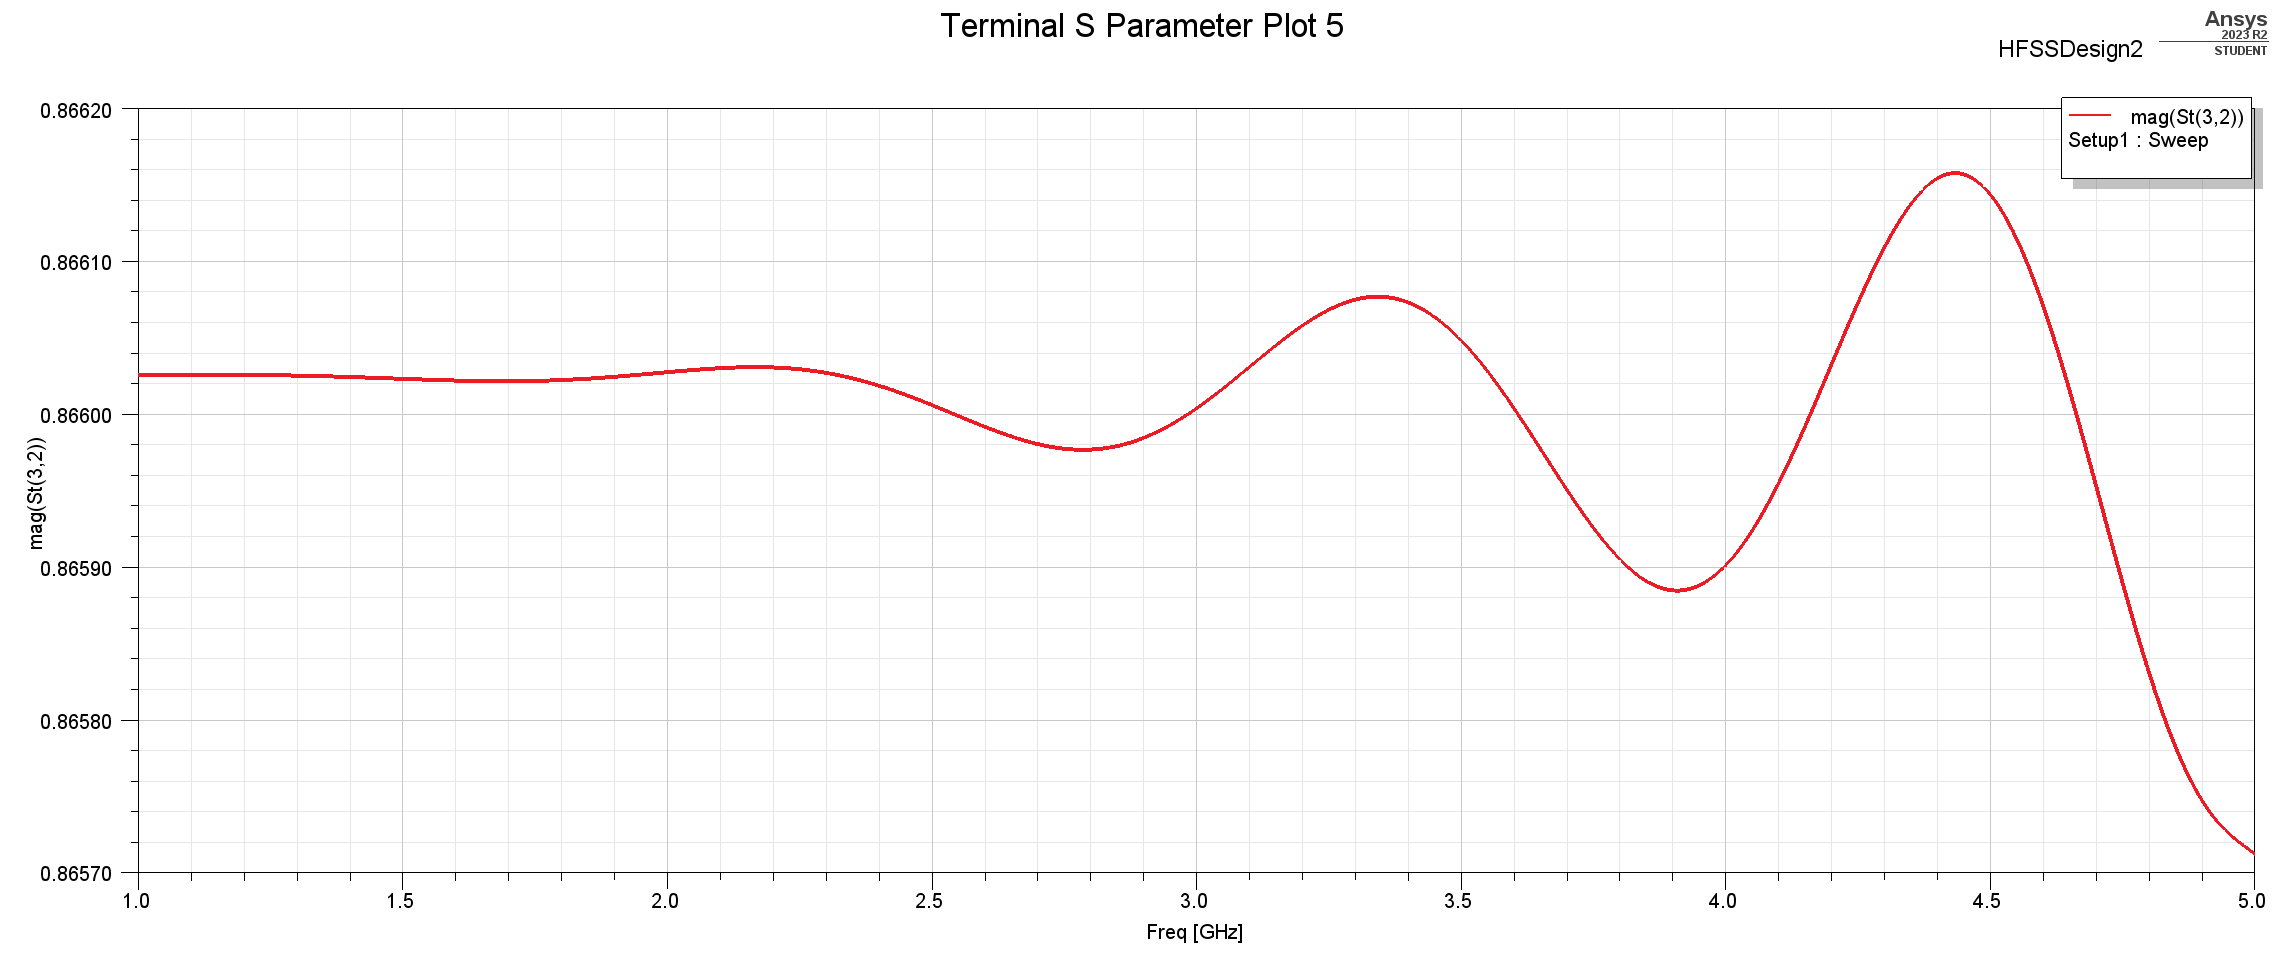 Terminal S Parameter Plot 5
Ansys
2023 R2
STUDENT
HFSSDesign2
mag(St(3,2))
Setup1 : Sweep
0.86620
0.86610
0.86600
0.86590
0.86580
0.86570
mag(St(3,2))
1.0 1.5 2.0 2.5 3.0 3.5 4.0 4.5 5.0
Freq [GHz]